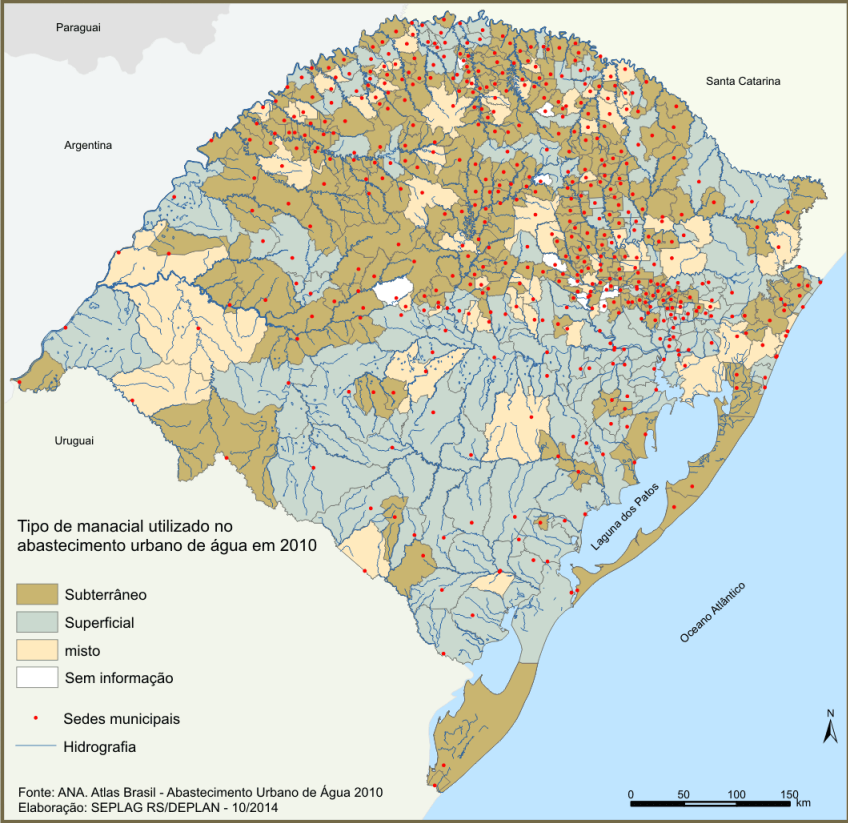 Paraguai
Santa Catarina
Argentina
Uruguai
Laguna dos Patos
Oceano Atlântico
Tipo de manacial utilizado no
abastecimento urbano de água em 2010
Subterrâneo
Superficial
misto
Sem informação
Sedes municipais
Hidrografia
N
Fonte: ANA. Atlas Brasil - Abastecimento Urbano de Água 2010
Elaboração: SEPLAG RS/DEPLAN - 10/2014
0 50 100 150
km